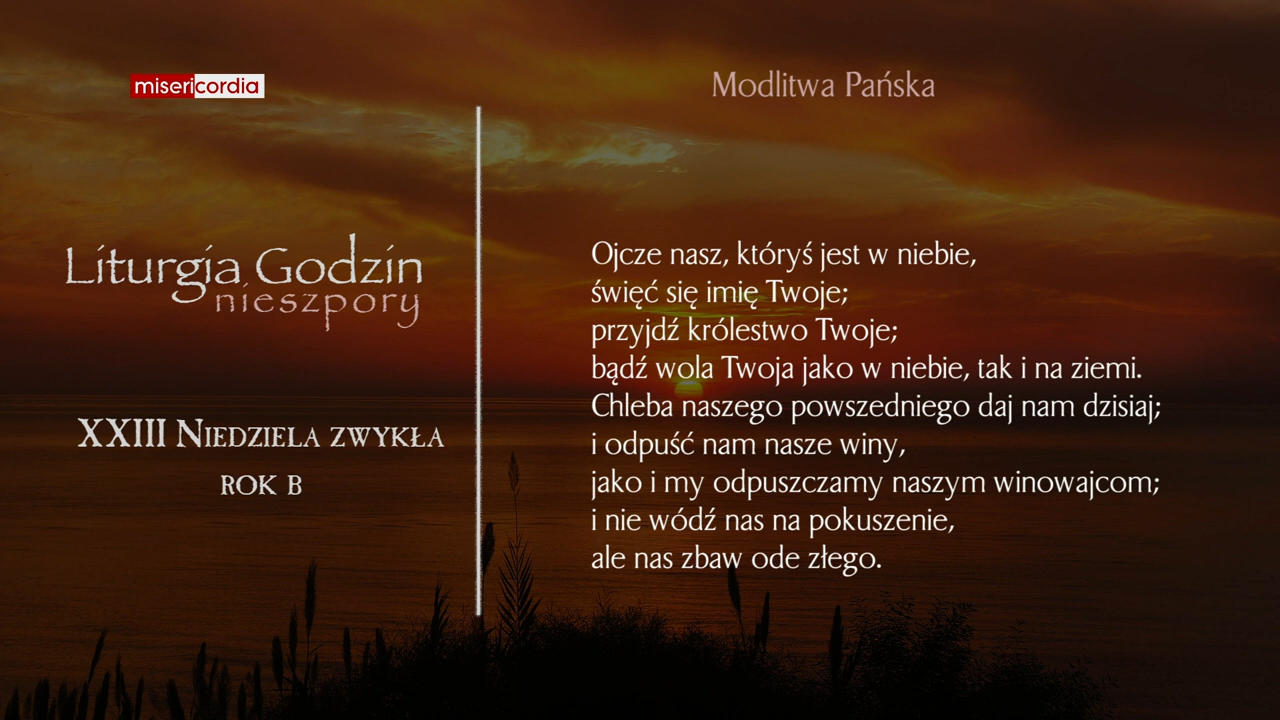 misericordia
Liturgia Godzin
nieszpory
XXIII Niedziela zwykła
rok B
Modlitwa Pańska
Ojcze nasz, któryś jest w niebie,
święć się imię Twoje;
przyjdź królestwo Twoje;
bądź wola Twoja jako w niebie, tak i na ziemi.
Chleba naszego powszedniego daj nam dzisiaj;
i odpuść nam nasze winy,
jako i my odpuszczamy naszym winowajcom;
i nie wódź nas na pokuszenie,
ale nas zbaw ode złego.